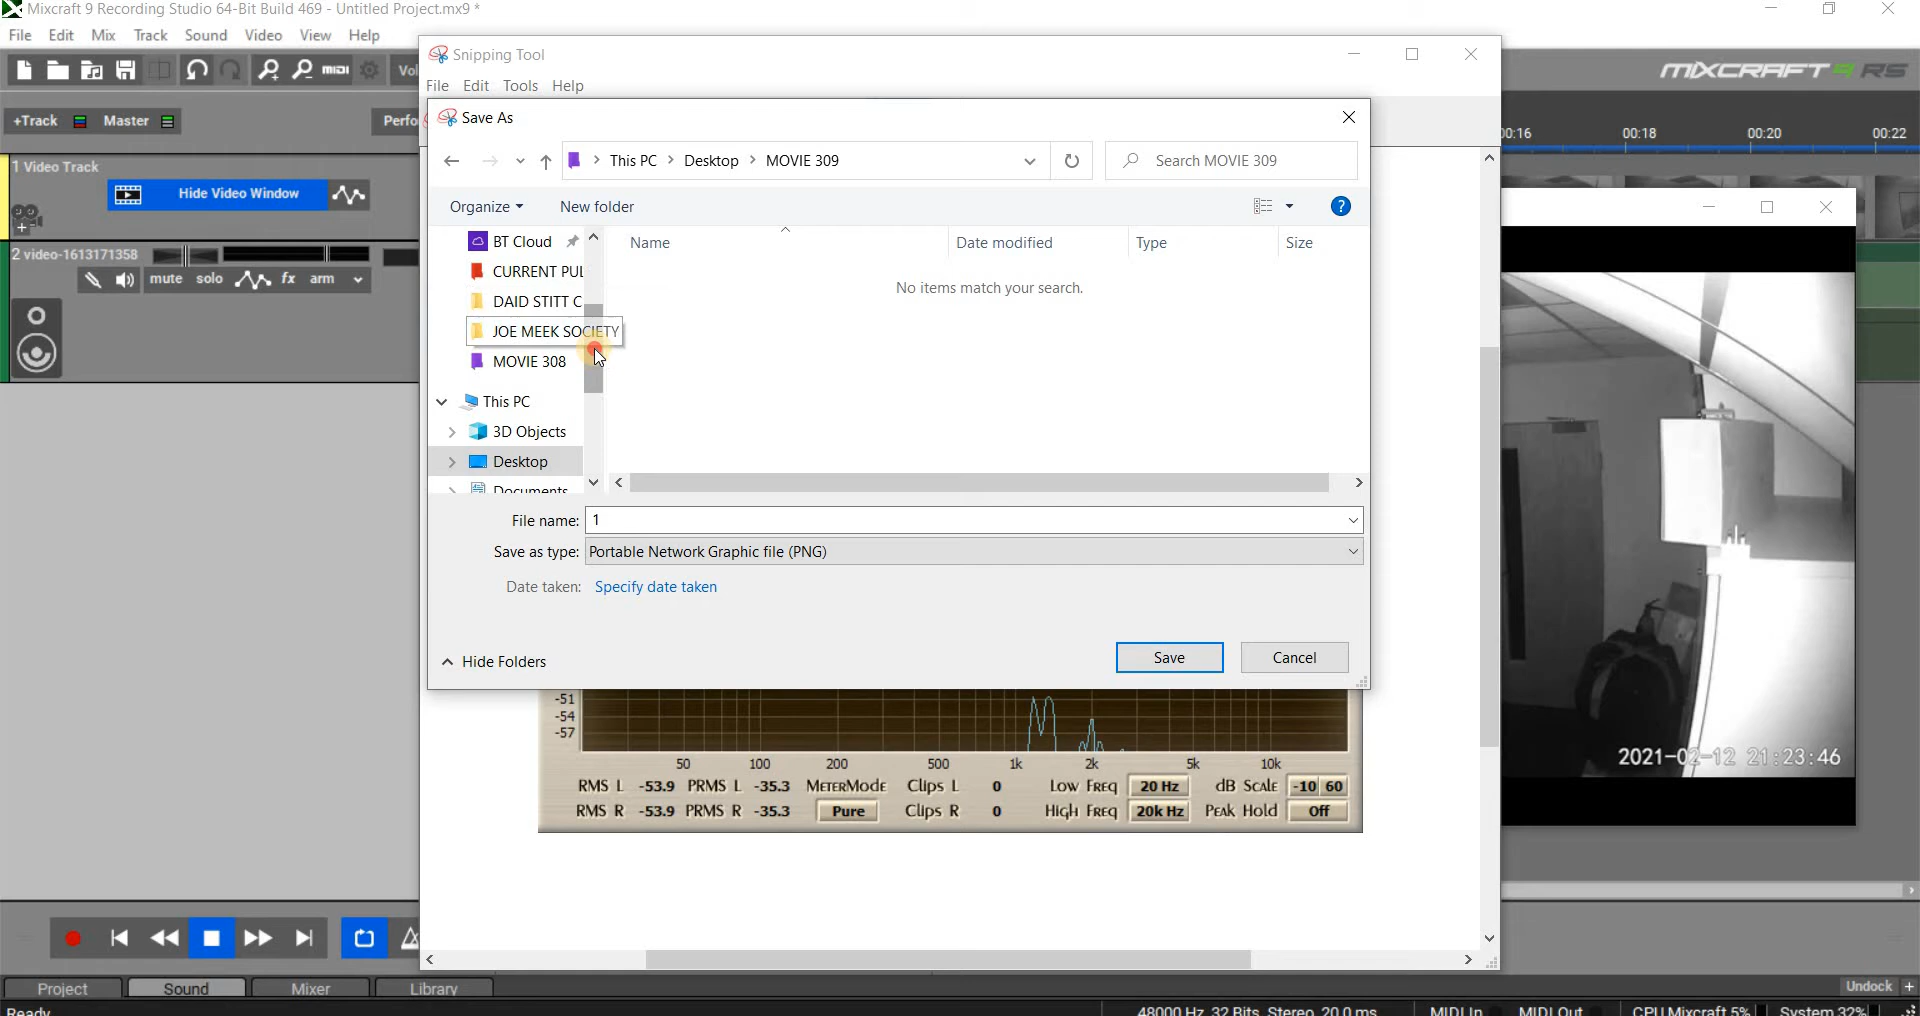 Mixcraft 9 Recording Studio 64-Bit Build 469 - Untitled Project.mx9 *
File Edit Mix Track Sound Video View Help
+Track Master Perfo
1 Video Track
Hide Video Window
2 video-1613171358
mute solo fx arm
Snipping Tool
File Edit Tools Help
Save As
This PC Desktop MOVIE 309
Search MOVIE 309
Organize New folder
BT Cloud
CURRENT PUL
DAID STITT C
JOE MEEK SOCIETY
MOVIE 308
This PC
3D Objects
Desktop
Documents
Name Date modified Type Size
No items match your search.
File name: 1
Save as type: Portable Network Graphic file (PNG)
Date taken: Specify date taken
Hide Folders
Save Cancel
-51
-54
-57
50 100 200 500 1k 2k 5k 10k
RMS L -53.9 PRMS L -35.3 MeterMode Clips L 0 Low Freq 20 Hz dB Scale -10 60
RMS R -53.9 PRMS R -35.3 Pure Clips R 0 High Freq 20k Hz Peak Hold Off
MIXCRAFT 9 RS
00:16 00:18 00:20 00:22
2021-02-12 21:23:46
Project Sound Mixer Library
Undock +
Ready
48000 Hz, 32 Bits, Stereo, 20.0 ms MIDI In MIDI Out CPU Mixcraft 5% System 32%